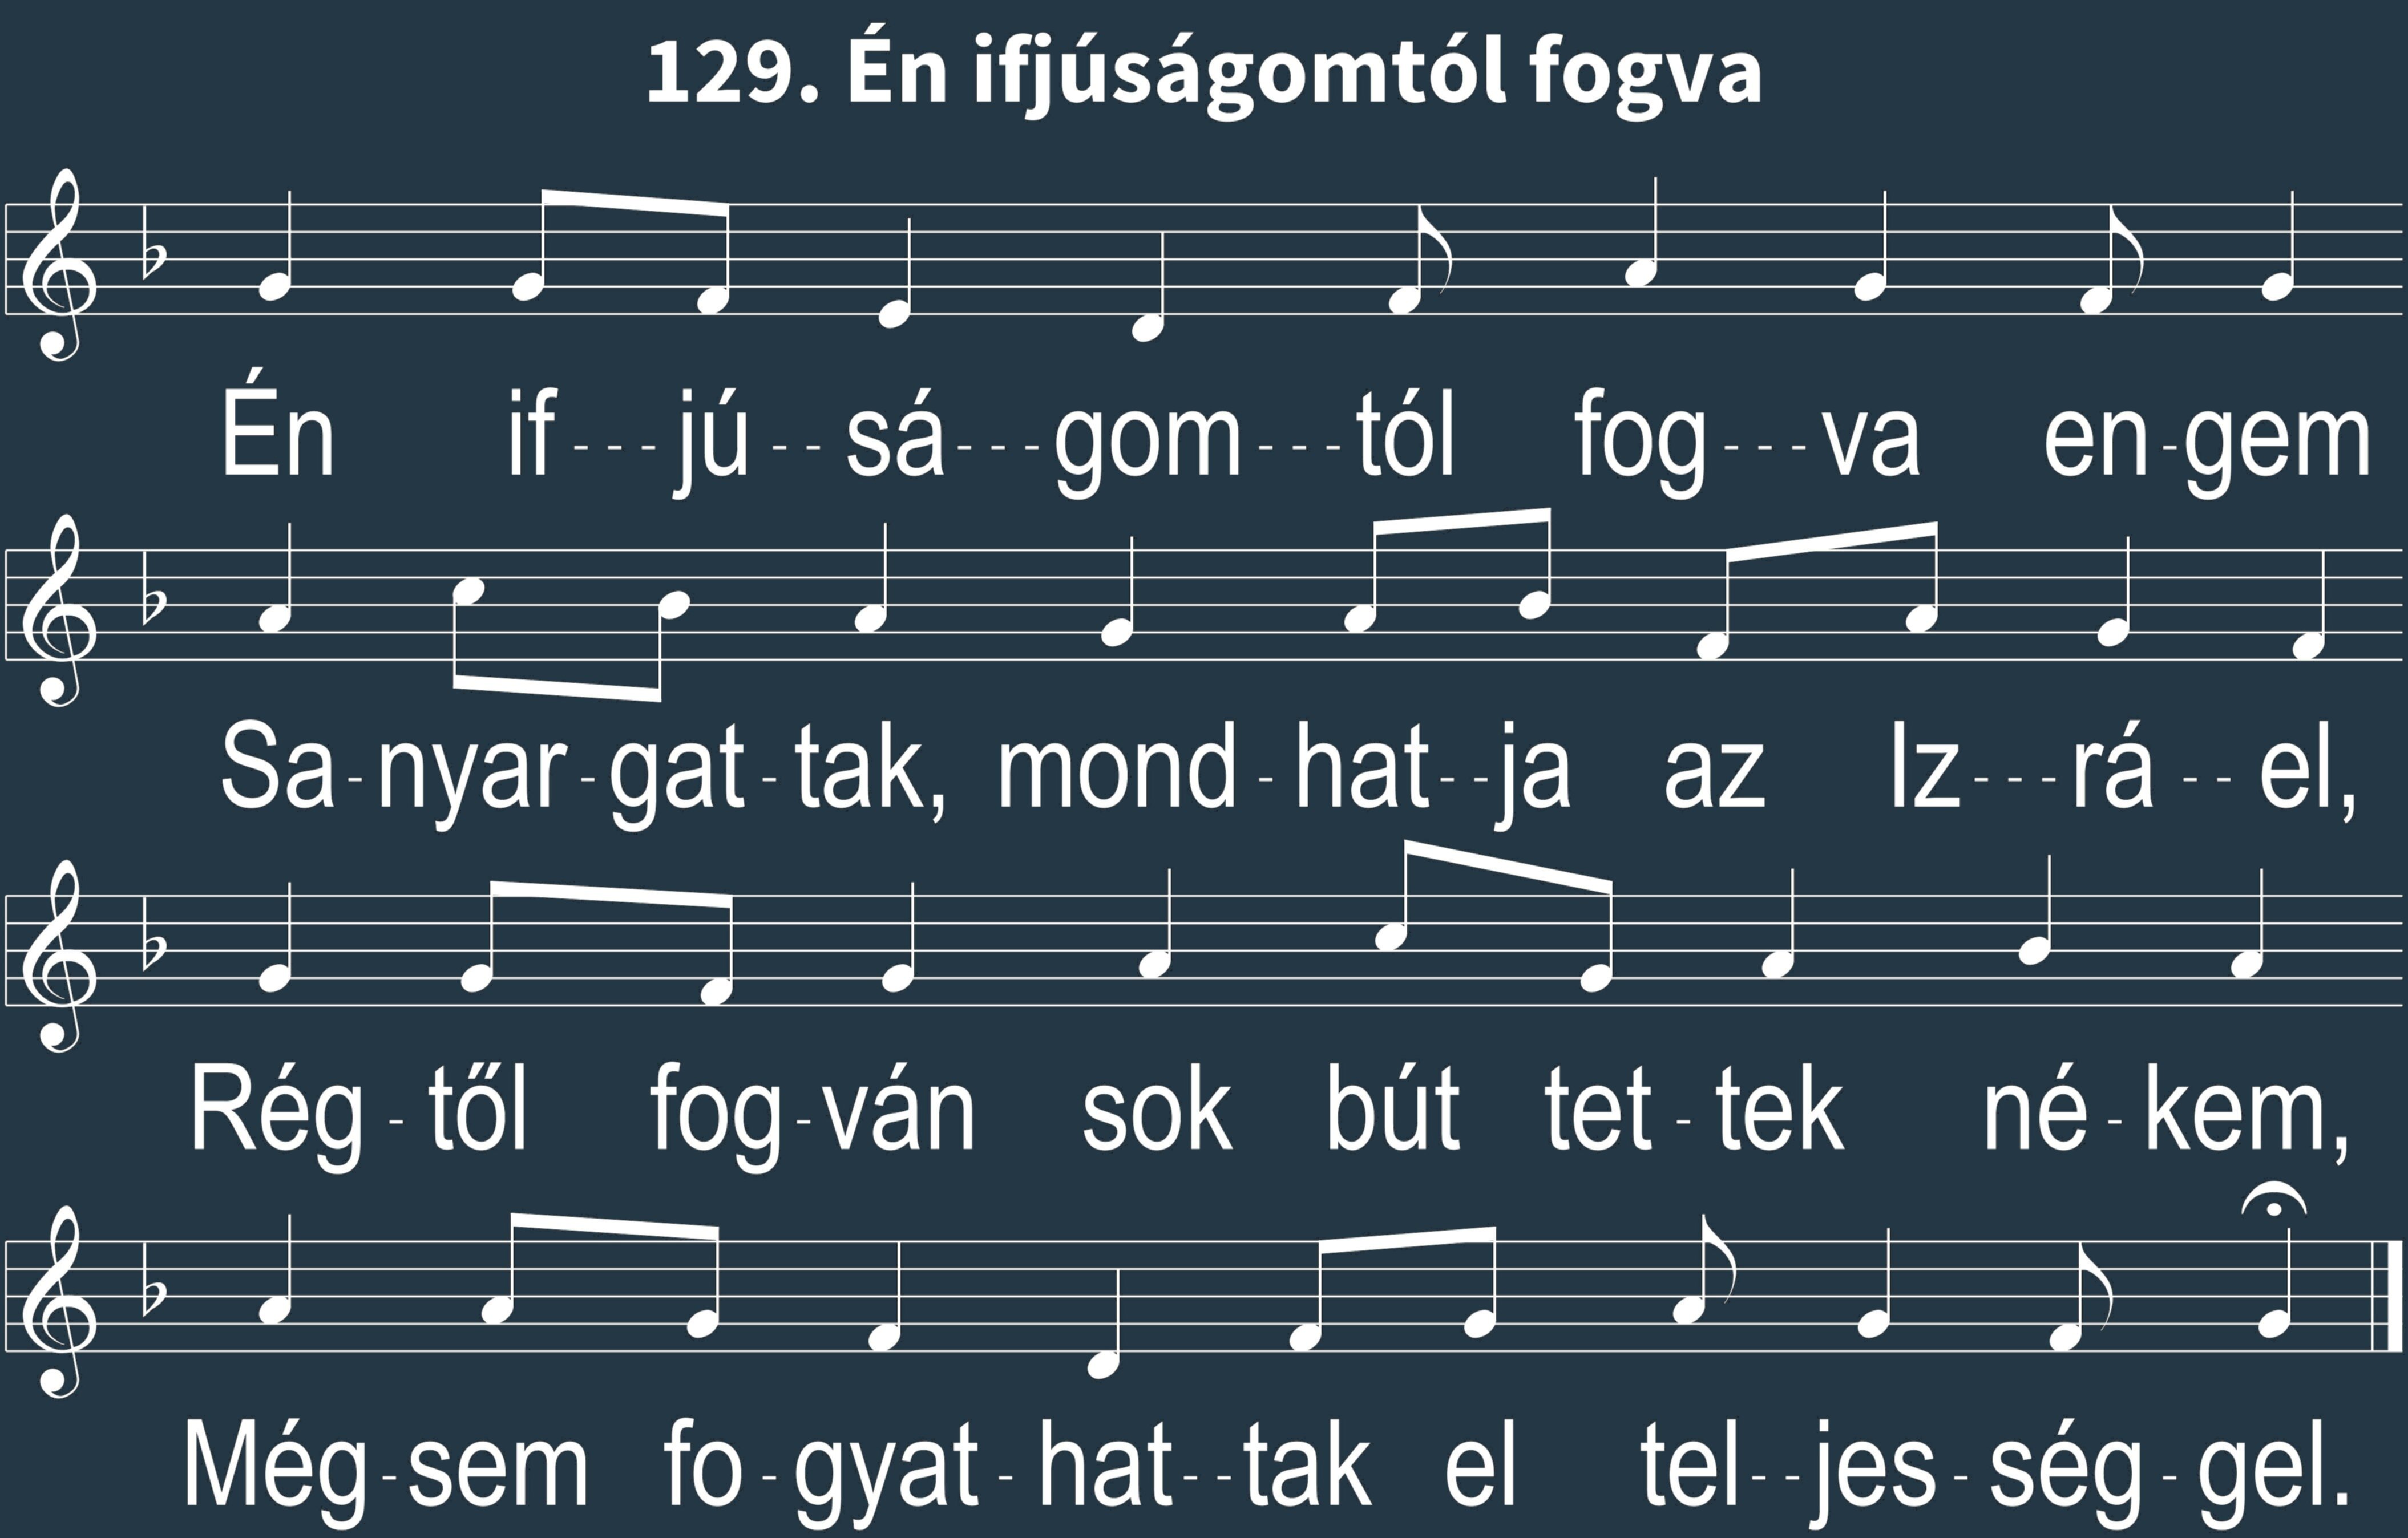 129. Én ifjúságomtól fogva
Én if---jú--sá---gom---tól fog---va en-gem
Sa-nyar-gat-tak, mond-hat--ja az Iz---rá--el,
Rég-től fog-ván sok bút tet-tek né-kem,
Még-sem fo-gyat-hat--tak el tel--jes-ség-gel.